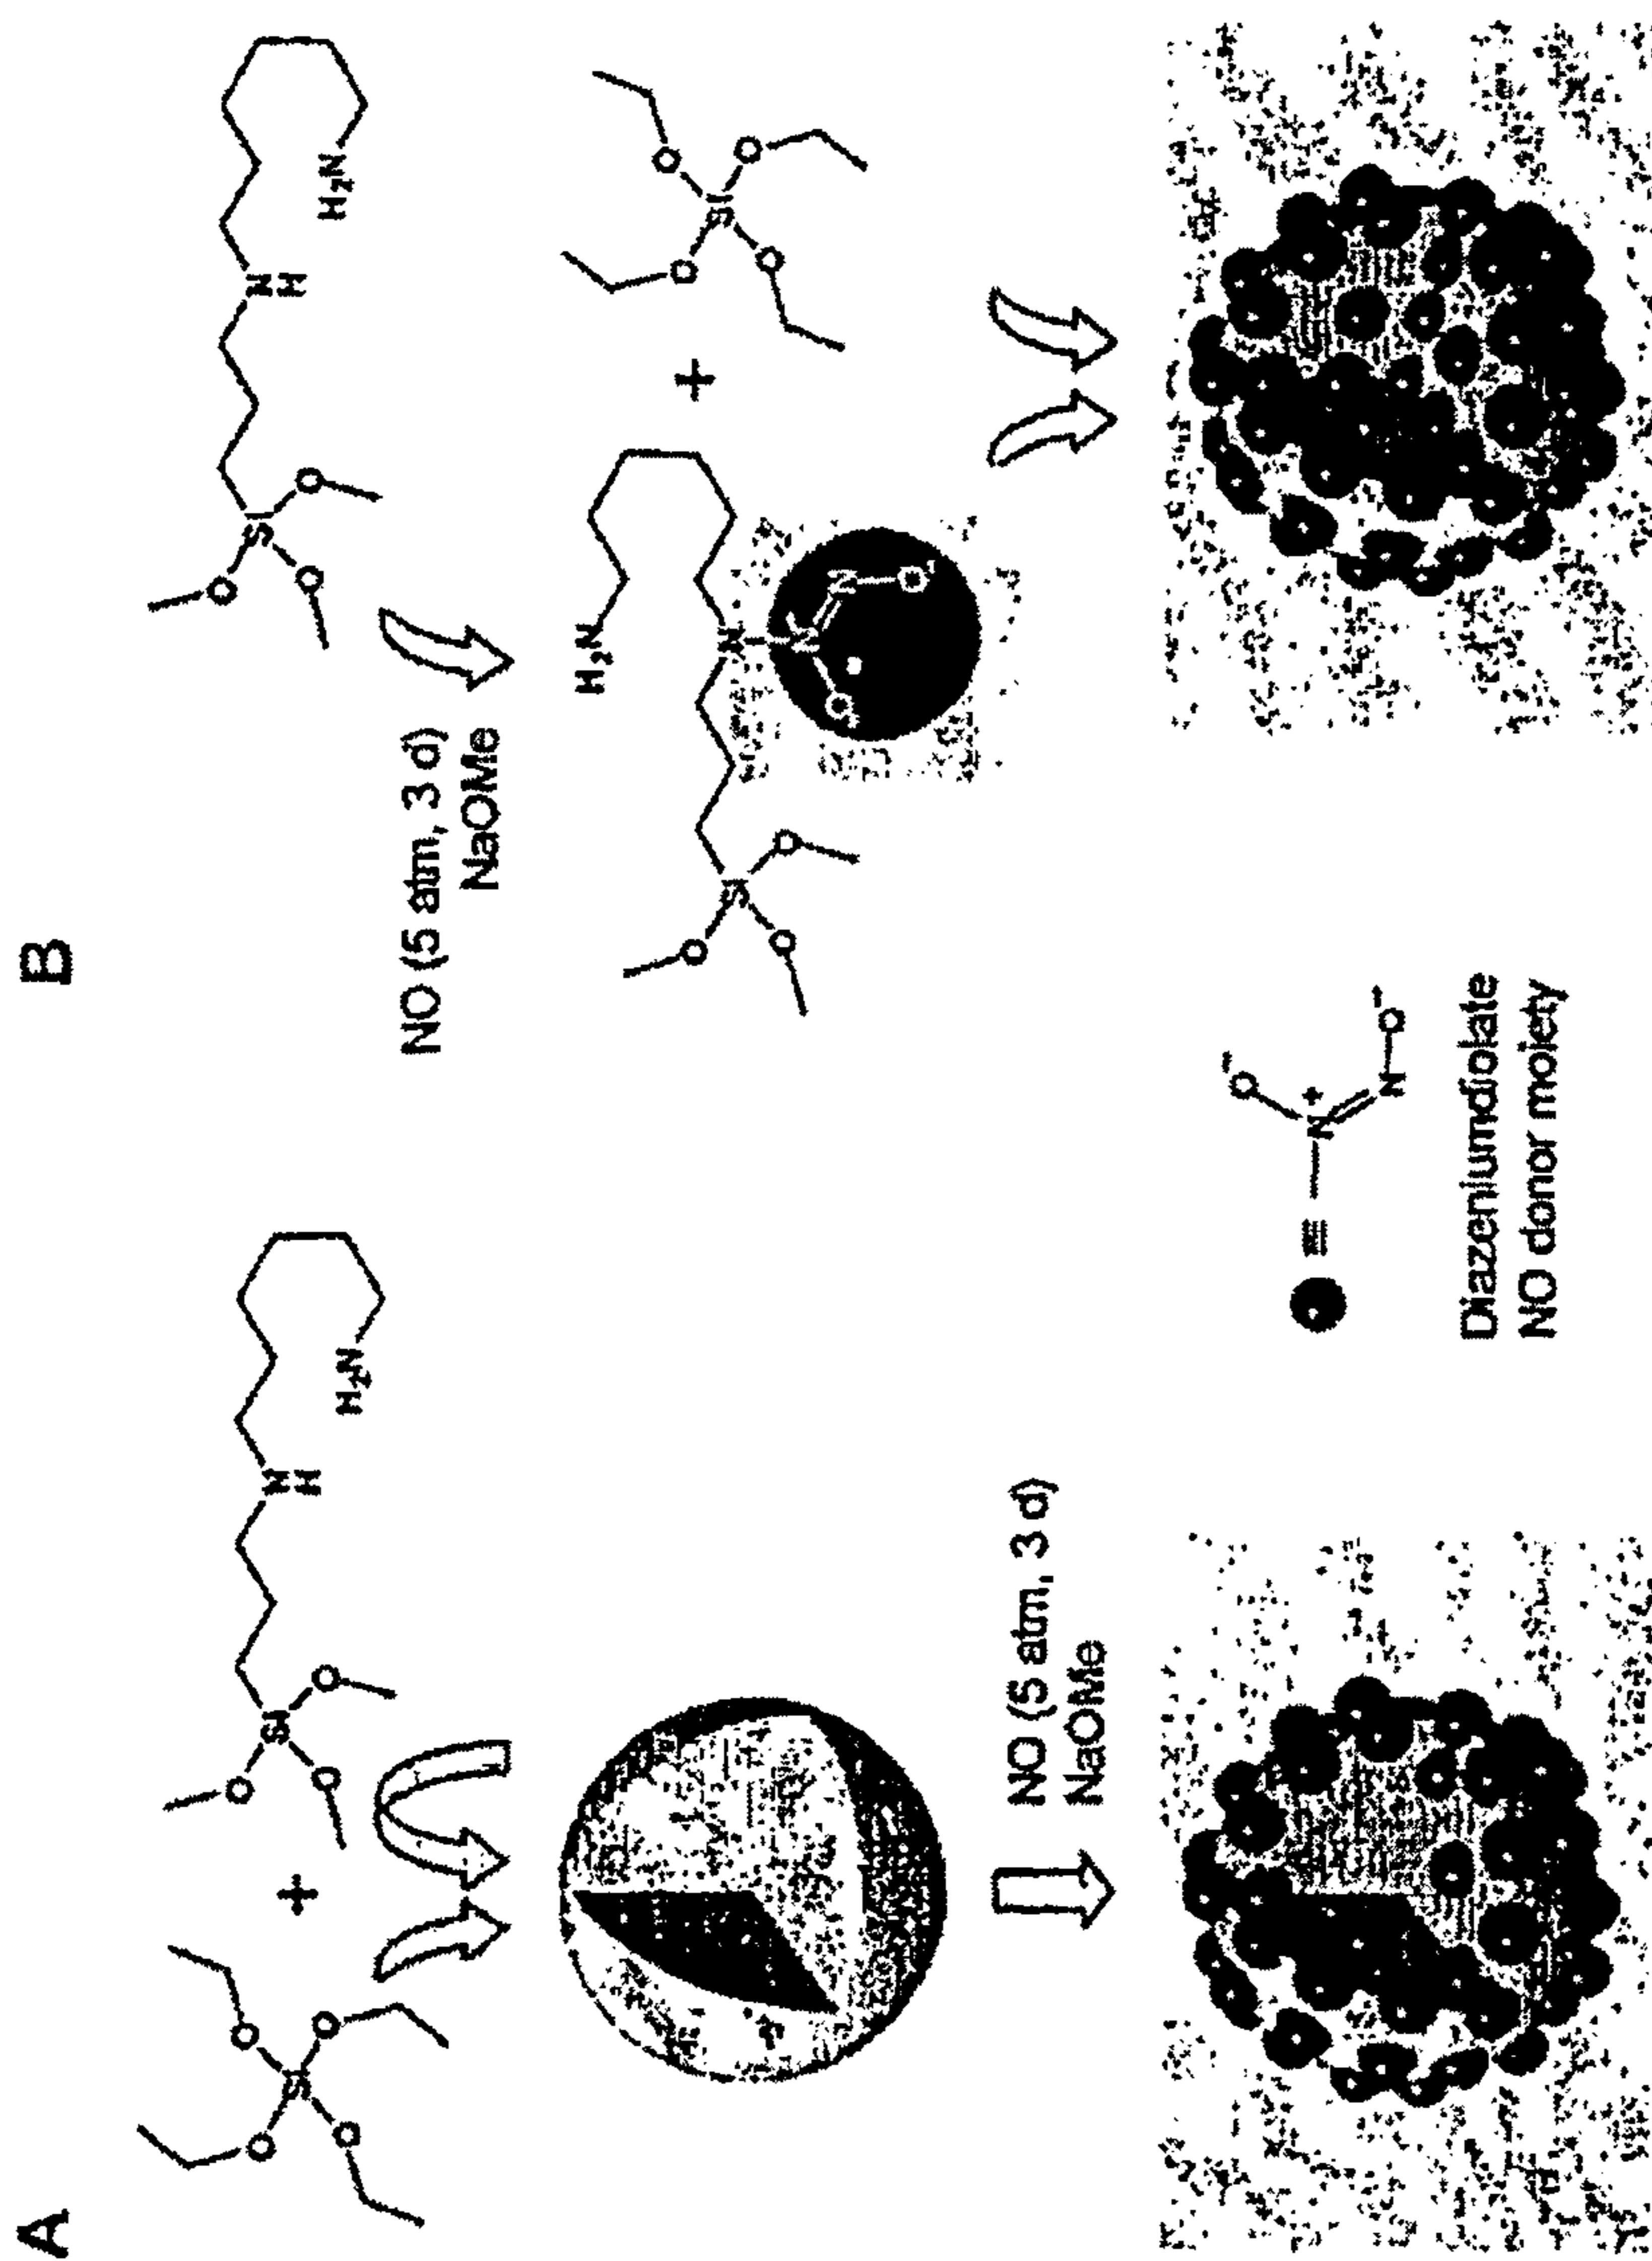 A
O
O
Si
O
O
+
O
Si
O
O
N
H
H₂N
NO (5 atm, 3 d)
NaOMe
B
O
Si
O
O
N
H
H₂N
NO (5 atm, 3 d)
NaOMe
H₂N
O
Si
O
O
N
N
O
O
+
O
O
Si
O
O
≡
⁻O
N⁺
N
O⁻
Diazeniumdiolate
NO donor moiety